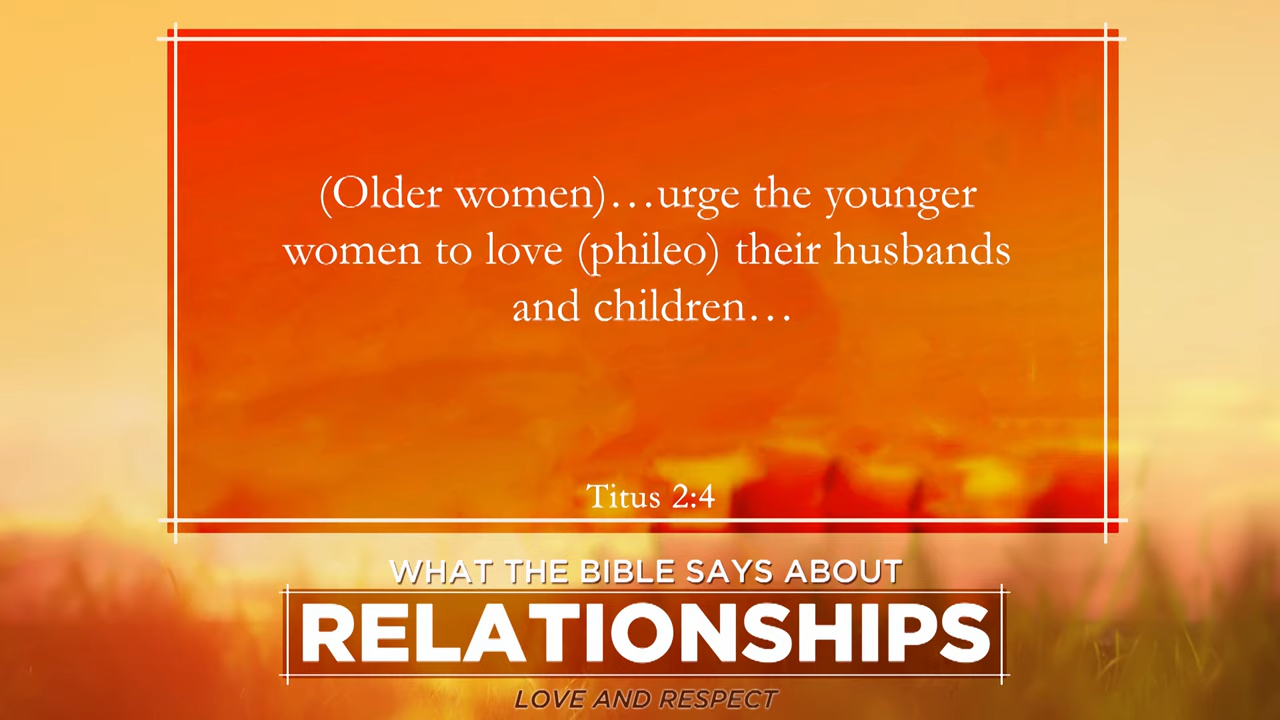 (Older women)…urge the younger
women to love (phileo) their husbands
and children…
Titus 2:4
WHAT THE BIBLE SAYS ABOUT
RELATIONSHIPS
LOVE AND RESPECT